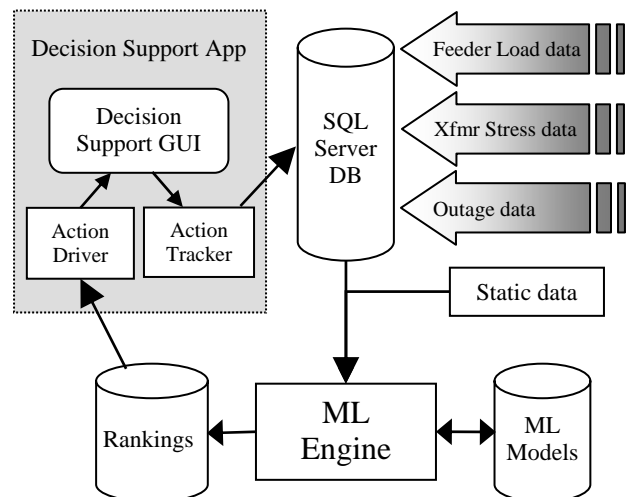 Decision Support App
Decision
Support GUI
Action
Driver
Action
Tracker
SQL
Server
DB
Feeder Load data
Xfmr Stress data
Outage data
Static data
Rankings
ML
Engine
ML
Models